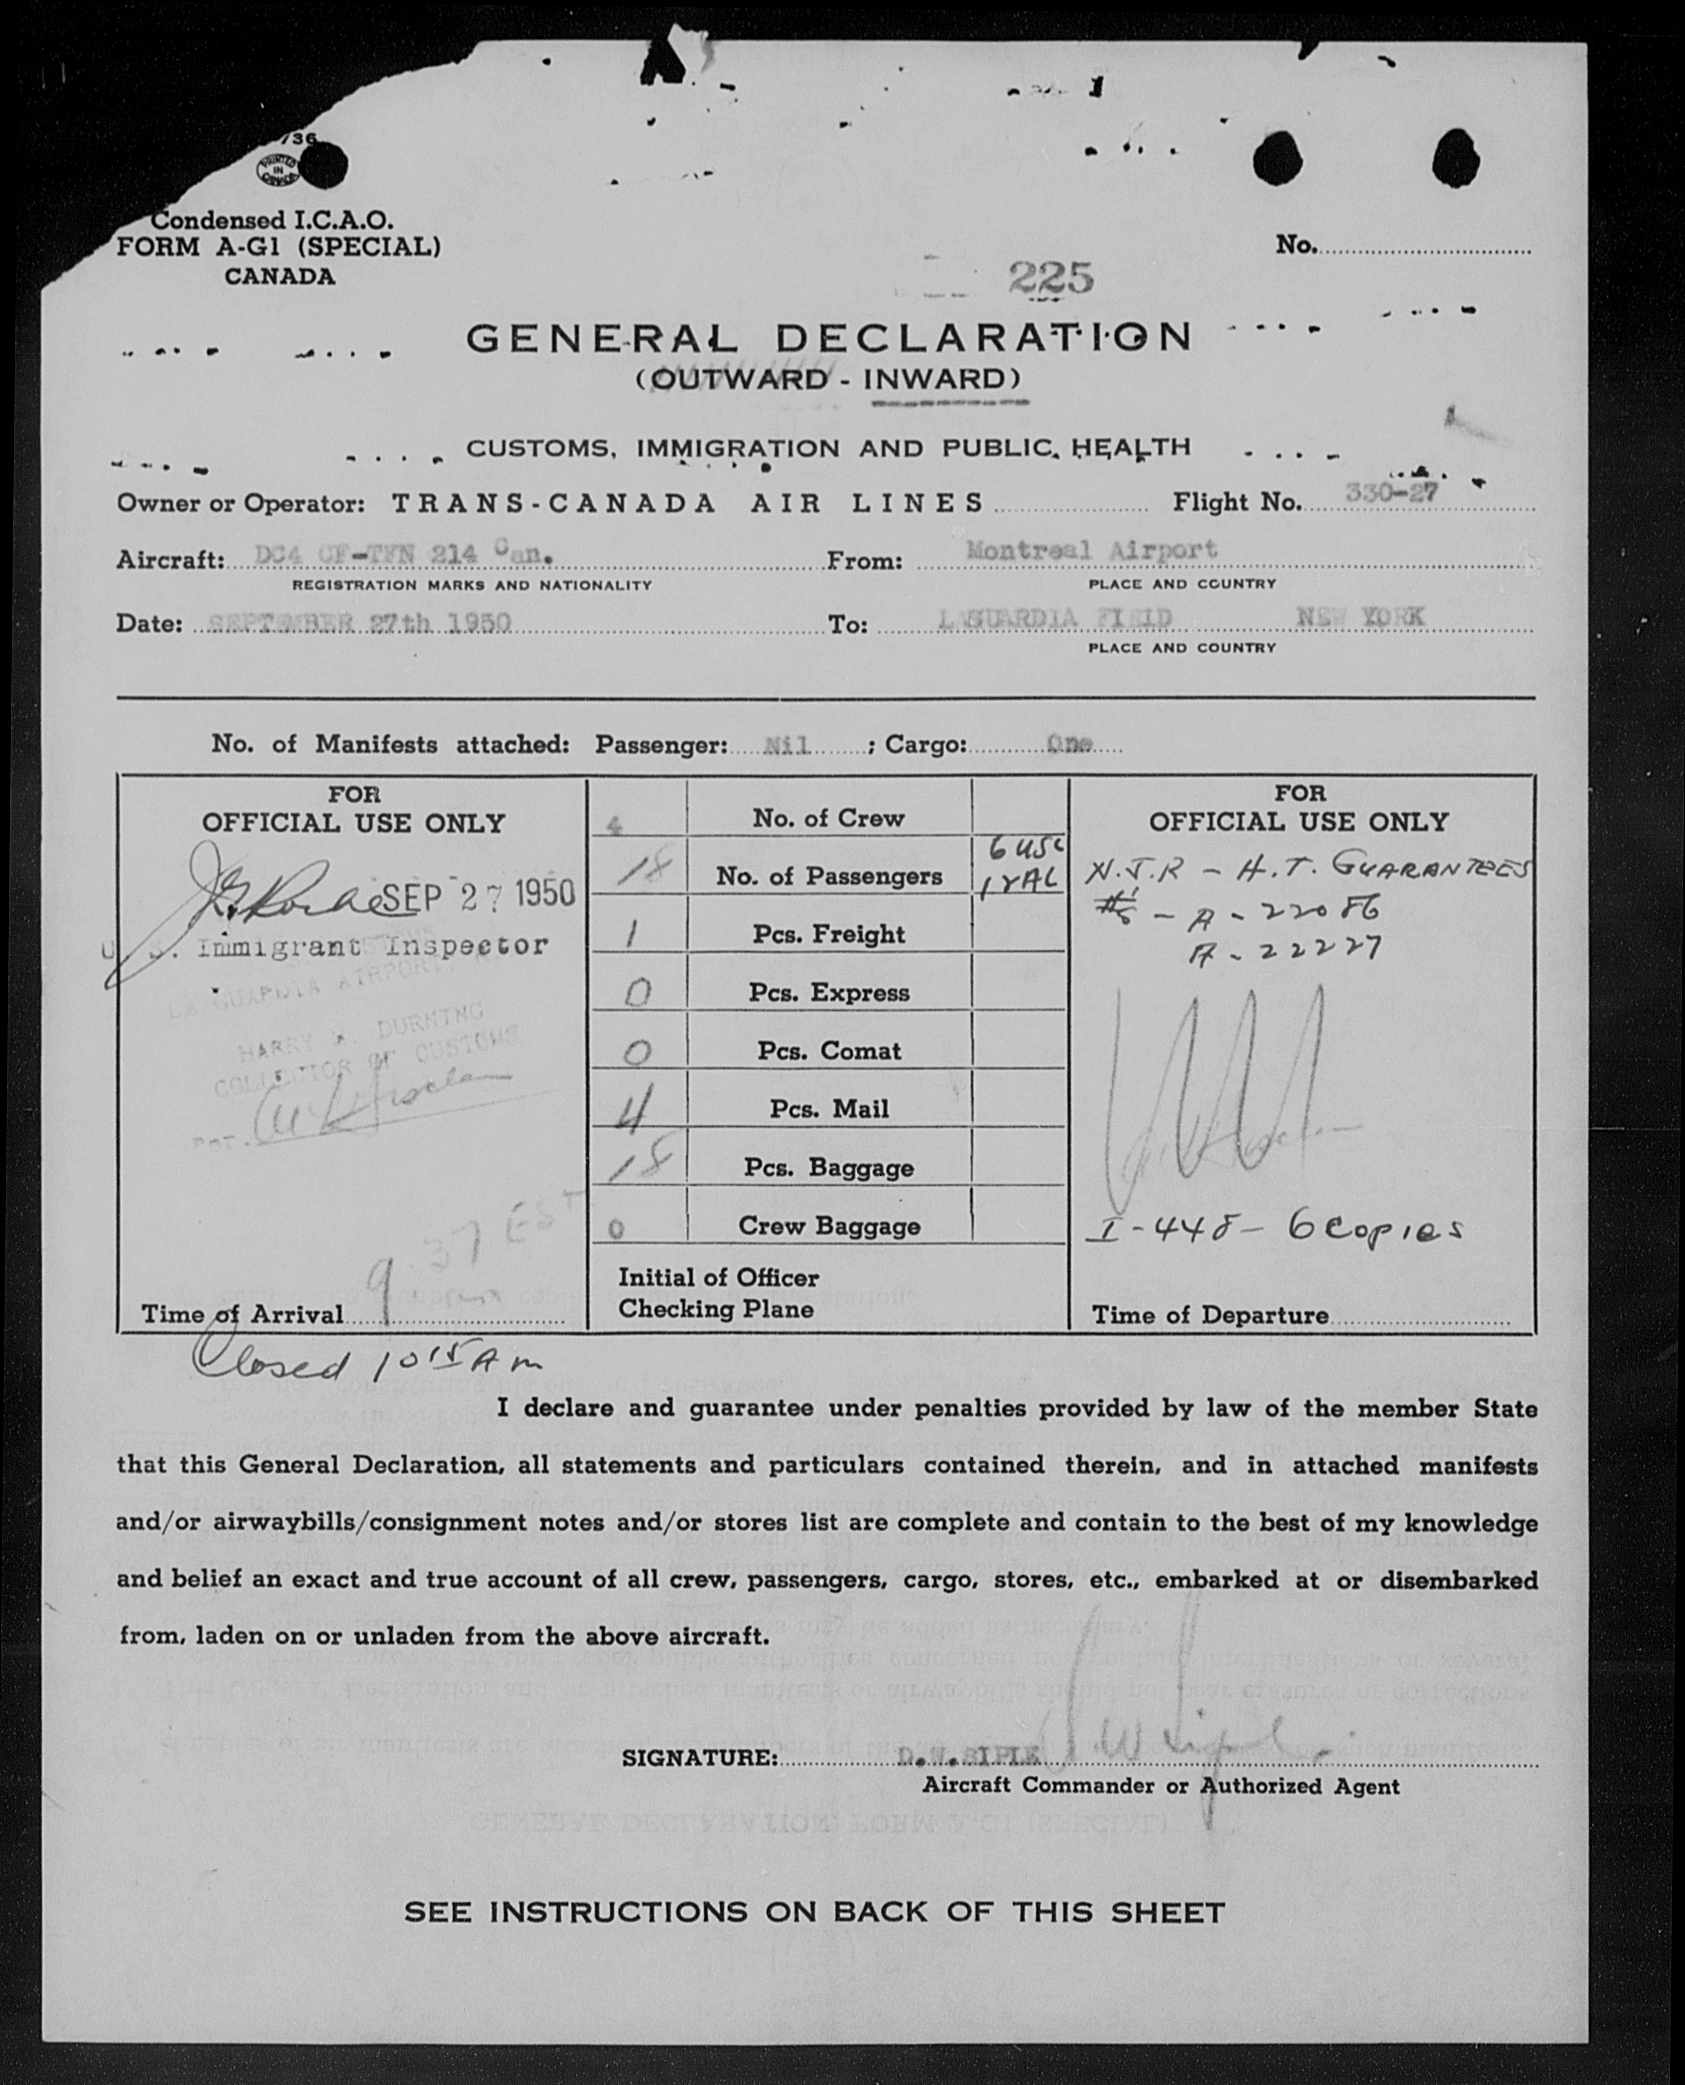 736
PRINTED IN CANADA
Condensed I.C.A.O.
FORM A-G1 (SPECIAL)
CANADA
No.
225
GENERAL DECLARATION
(OUTWARD - INWARD)
CUSTOMS, IMMIGRATION AND PUBLIC HEALTH
Owner or Operator: TRANS-CANADA AIR LINES Flight No. 330-27
Aircraft: DC4 CF-TFN 214 Can. From: Montreal Airport
REGISTRATION MARKS AND NATIONALITY PLACE AND COUNTRY
Date: SEPTEMBER 27th 1950 To: LAGUARDIA FIELD NEW YORK
PLACE AND COUNTRY
No. of Manifests attached: Passenger: Nil ; Cargo: One
FOR
OFFICIAL USE ONLY
SEP 27 1950
U. S. Immigrant Inspector
LA GUARDIA AIRPORT
HARRY M. DURNING
COLLECTOR OF CUSTOMS
9.37 EST
Time of Arrival
Closed 10 15 AM
4 No. of Crew
18 No. of Passengers 6 USC
1 Pcs. Freight
0 Pcs. Express
0 Pcs. Comat
4 Pcs. Mail
18 Pcs. Baggage
0 Crew Baggage
Initial of Officer
Checking Plane
FOR
OFFICIAL USE ONLY
N.J.R - H.T. GUARANTEES
- A - 22086
A - 22227
I-448- 6 copies
Time of Departure
I declare and guarantee under penalties provided by law of the member State
that this General Declaration, all statements and particulars contained therein, and in attached manifests
and/or airwaybills/consignment notes and/or stores list are complete and contain to the best of my knowledge
and belief an exact and true account of all crew, passengers, cargo, stores, etc., embarked at or disembarked
from, laden on or unladen from the above aircraft.
SIGNATURE: D.W.SIPLE
Aircraft Commander or Authorized Agent
SEE INSTRUCTIONS ON BACK OF THIS SHEET